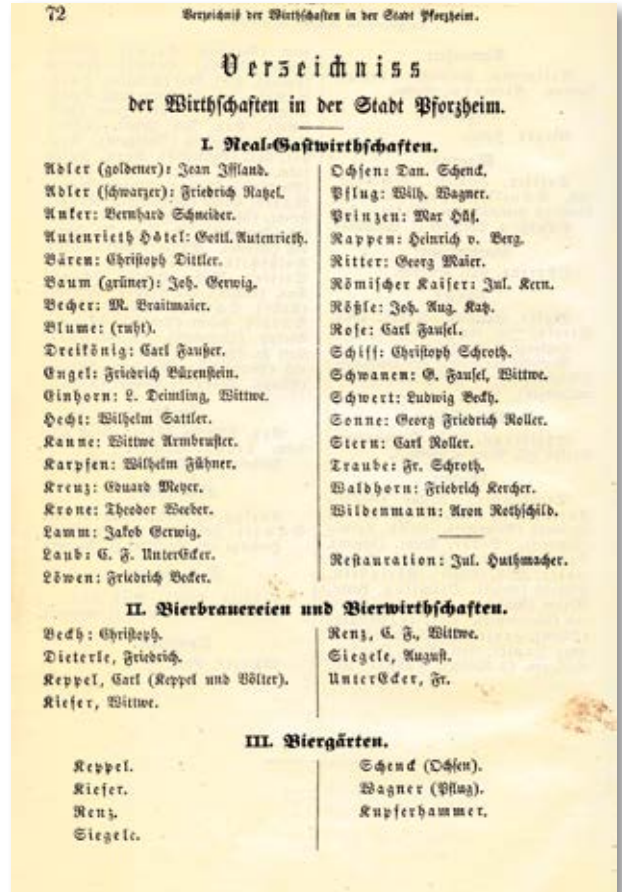 72
Verzeichniß der Wirthschaften in der Stadt Pforzheim.
Verzeichniss
der Wirthschaften in der Stadt Pforzheim.
I. Real-Gastwirthschaften.
Adler (goldener): Jean Iffland.
Adler (schwarzer): Friedrich Ratzel.
Anker: Bernhard Schneider.
Autenrieth Hôtel: Gottl. Autenrieth.
Bären: Christoph Dittler.
Baum (grüner): Joh. Gerwig.
Becher: M. Braitmaier.
Blume: (ruht).
Dreikönig: Carl Faußer.
Engel: Friedrich Bürenstein.
Einhorn: L. Deimling, Wittwe.
Hecht: Wilhelm Sattler.
Kanne: Wittwe Armbruster.
Karpfen: Wilhelm Fühner.
Kreuz: Eduard Meyer.
Krone: Theodor Weeber.
Lamm: Jakob Gerwig.
Laub: C. F. UnterEcker.
Löwen: Friedrich Becker.
Ochsen: Dan. Schenck.
Pflug: Wilh. Wagner.
Prinzen: Max Häf.
Rappen: Heinrich v. Berg.
Ritter: Georg Maier.
Römischer Kaiser: Jul. Kern.
Rößle: Joh. Aug. Katz.
Rose: Carl Fausel.
Schiff: Christoph Schroth.
Schwanen: G. Fausel, Wittwe.
Schwert: Ludwig Beckh.
Sonne: Georg Friedrich Roller.
Stern: Carl Roller.
Traube: Fr. Schroth.
Waldhorn: Friedrich Kercher.
Wildenmann: Aron Rothschild.
Restauration: Jul. Huthmacher.
II. Bierbrauereien und Bierwirthschaften.
Beckh: Christoph.
Dieterle, Friedrich.
Keppel, Carl (Keppel und Völter).
Kiefer, Wittwe.
Renz, C. F., Wittwe.
Siegele, August.
UnterEcker, Fr.
III. Biergärten.
Keppel.
Kiefer.
Renz.
Siegele.
Schenck (Ochsen).
Wagner (Pflug).
Kupferhammer.